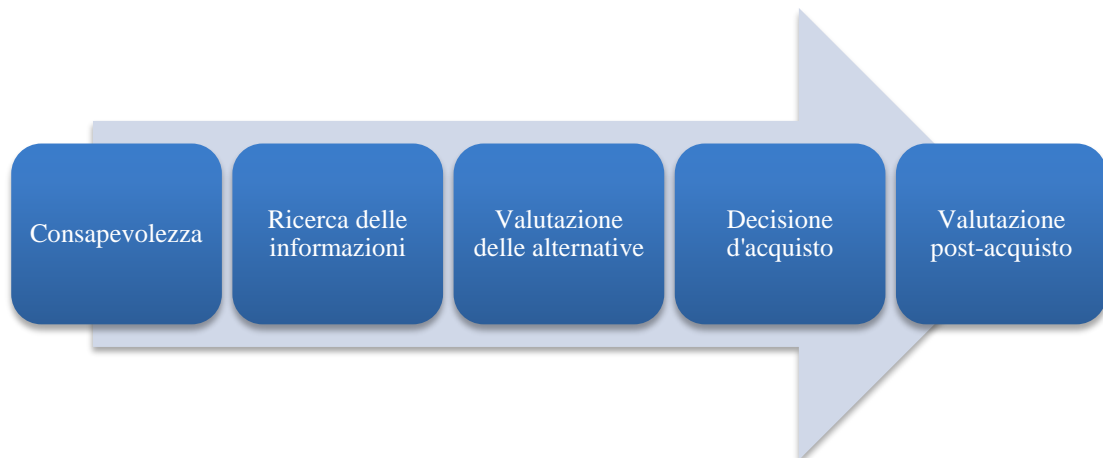 Consapevolezza
Ricerca delle
informazioni
Valutazione
delle alternative
Decisione
d'acquisto
Valutazione
post-acquisto